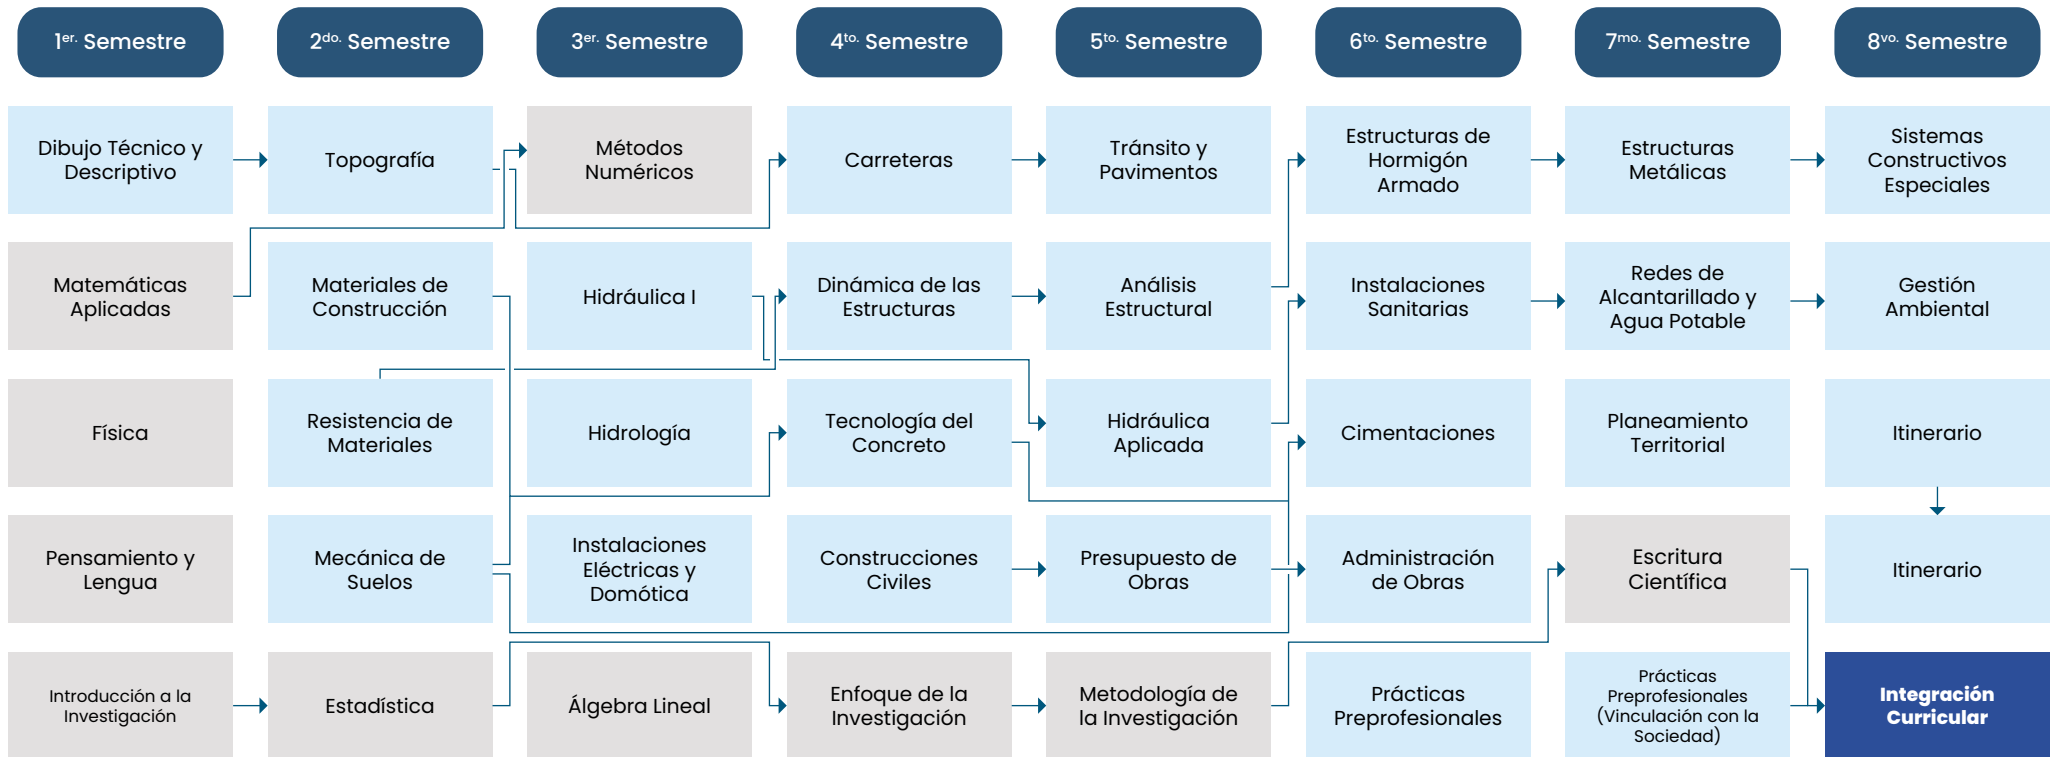 1er. Semestre
2do. Semestre
3er. Semestre
4to. Semestre
5to. Semestre
6to. Semestre
7mo. Semestre
8vo. Semestre
Dibujo Técnico y
Descriptivo
Topografía
Métodos
Numéricos
Carreteras
Tránsito y
Pavimentos
Estructuras de
Hormigón
Armado
Estructuras
Metálicas
Sistemas
Constructivos
Especiales
Matemáticas
Aplicadas
Materiales de
Construcción
Hidráulica I
Dinámica de las
Estructuras
Análisis
Estructural
Instalaciones
Sanitarias
Redes de
Alcantarillado y
Agua Potable
Gestión
Ambiental
Física
Resistencia de
Materiales
Hidrología
Tecnología del
Concreto
Hidráulica
Aplicada
Cimentaciones
Planeamiento
Territorial
Itinerario
Pensamiento y
Lengua
Mecánica de
Suelos
Instalaciones
Eléctricas y
Domótica
Construcciones
Civiles
Presupuesto de
Obras
Administración
de Obras
Escritura
Científica
Itinerario
Introducción a la
Investigación
Estadística
Álgebra Lineal
Enfoque de la
Investigación
Metodología de
la Investigación
Prácticas
Preprofesionales
Prácticas
Preprofesionales
(Vinculación con la
Sociedad)
Integración
Curricular